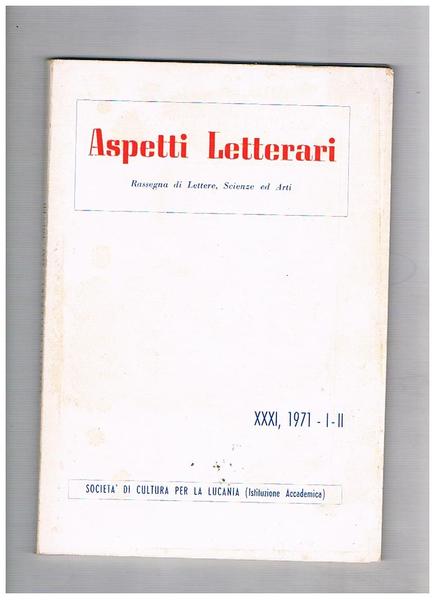 Aspetti Letterari
Rassegna di Lettere, Scienze ed Arti
XXXI, 1971 - I - II
SOCIETA' DI CULTURA PER LA LUCANIA (Istituzione Accademica)